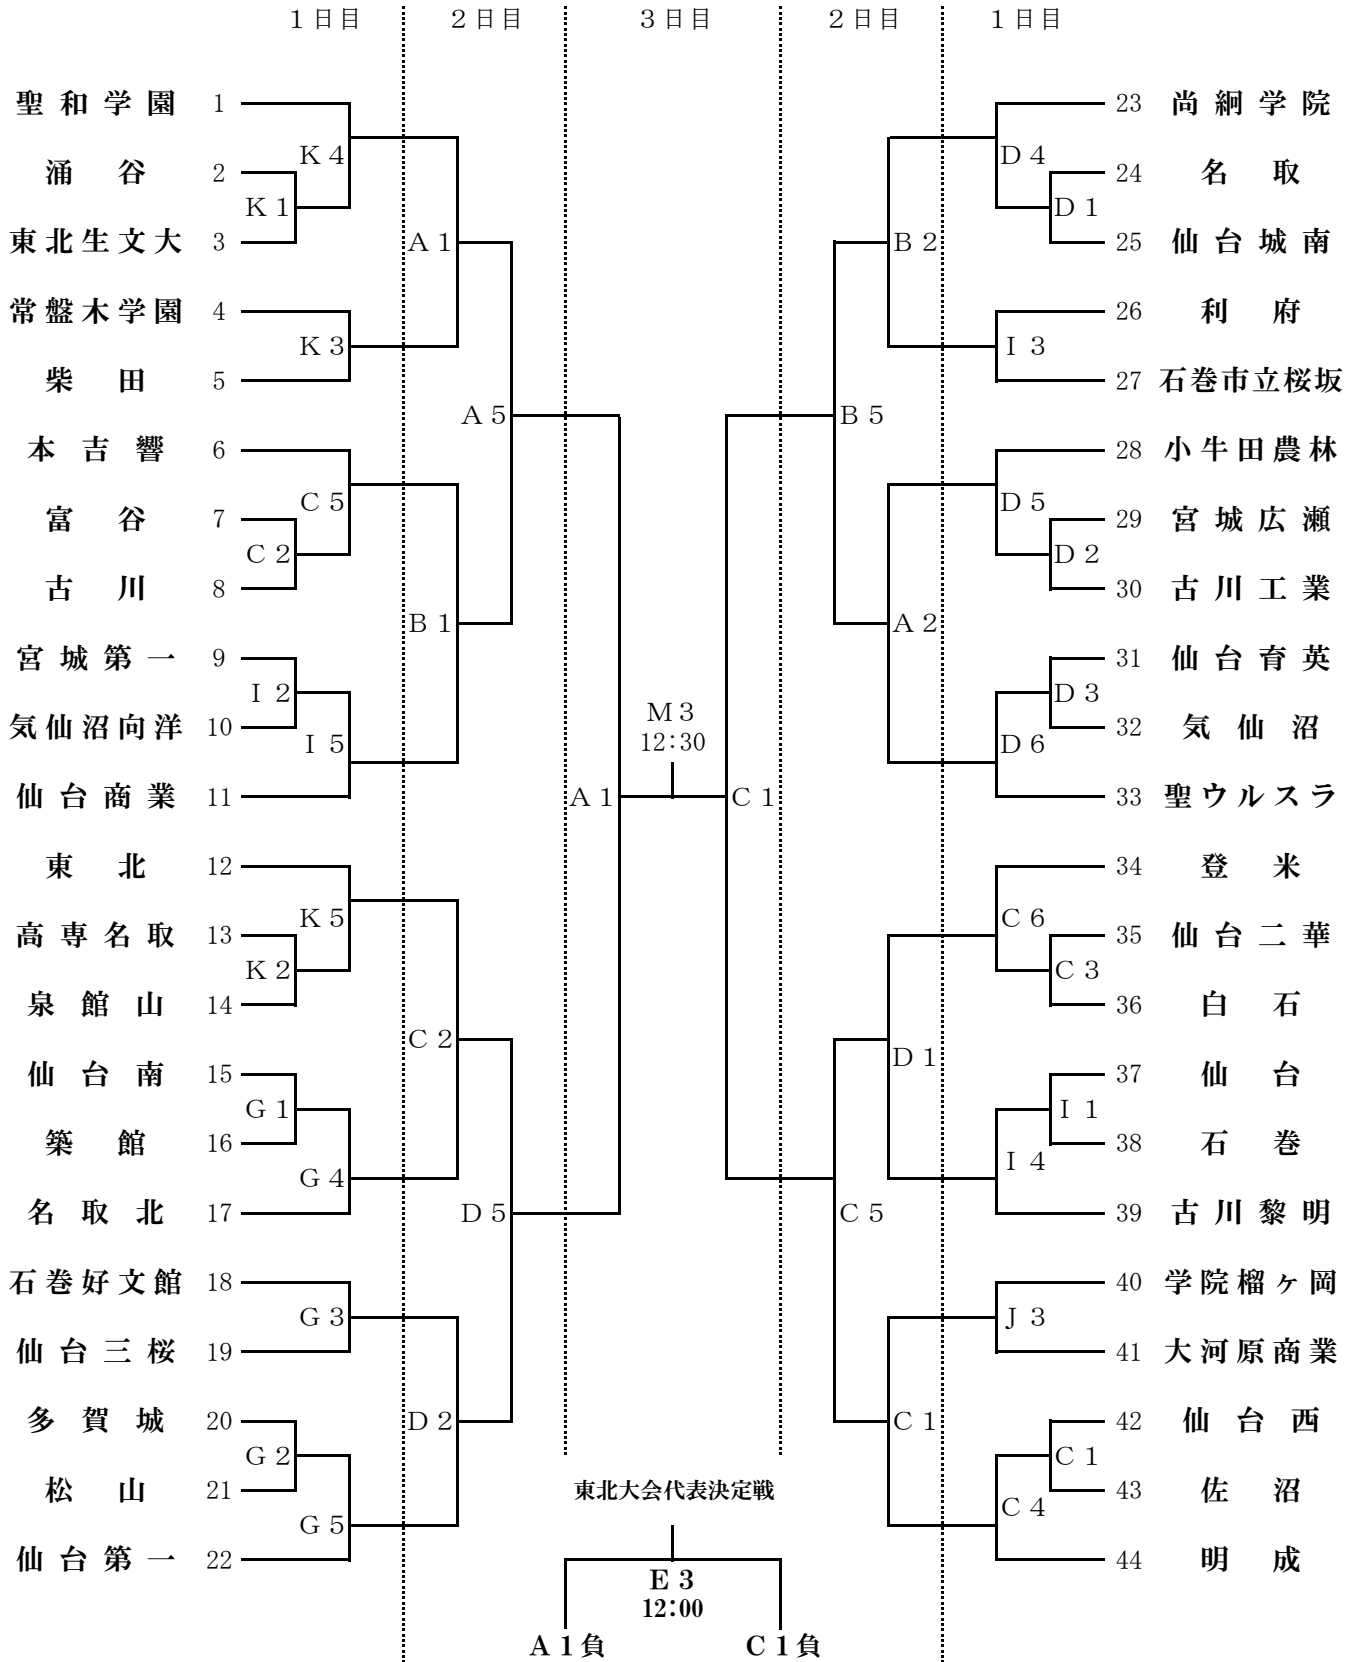 １日目 ２日目 ３日目 ２日目 １日目
聖和学園 1 23 尚絅学院
K4 D4
涌谷 2 24 名取
K1 D1
東北生文大 3 A1 B2 25 仙台城南
常盤木学園 4 26 利府
K3 I3
柴田 5 27 石巻市立桜坂
A5 B5
本吉響 6 28 小牛田農林
C5 D5
富谷 7 29 宮城広瀬
C2 D2
古川 8 30 古川工業
B1 A2
宮城第一 9 31 仙台育英
I2 D3
気仙沼向洋 10 M3 32 気仙沼
I5 12:30 D6
仙台商業 11 A1 C1 33 聖ウルスラ
東北 12 34 登米
K5 C6
高専名取 13 35 仙台二華
K2 C3
泉館山 14 36 白石
C2 D1
仙台南 15 37 仙台
G1 I1
築館 16 38 石巻
G4 I4
名取北 17 D5 C5 39 古川黎明
石巻好文館 18 40 学院榴ヶ岡
G3 J3
仙台三桜 19 41 大河原商業
多賀城 20 D2 C1 42 仙台西
G2 C1
松山 21 東北大会代表決定戦 43 佐沼
G5 C4
仙台第一 22 44 明成
E3
12:00
A1負 C1負